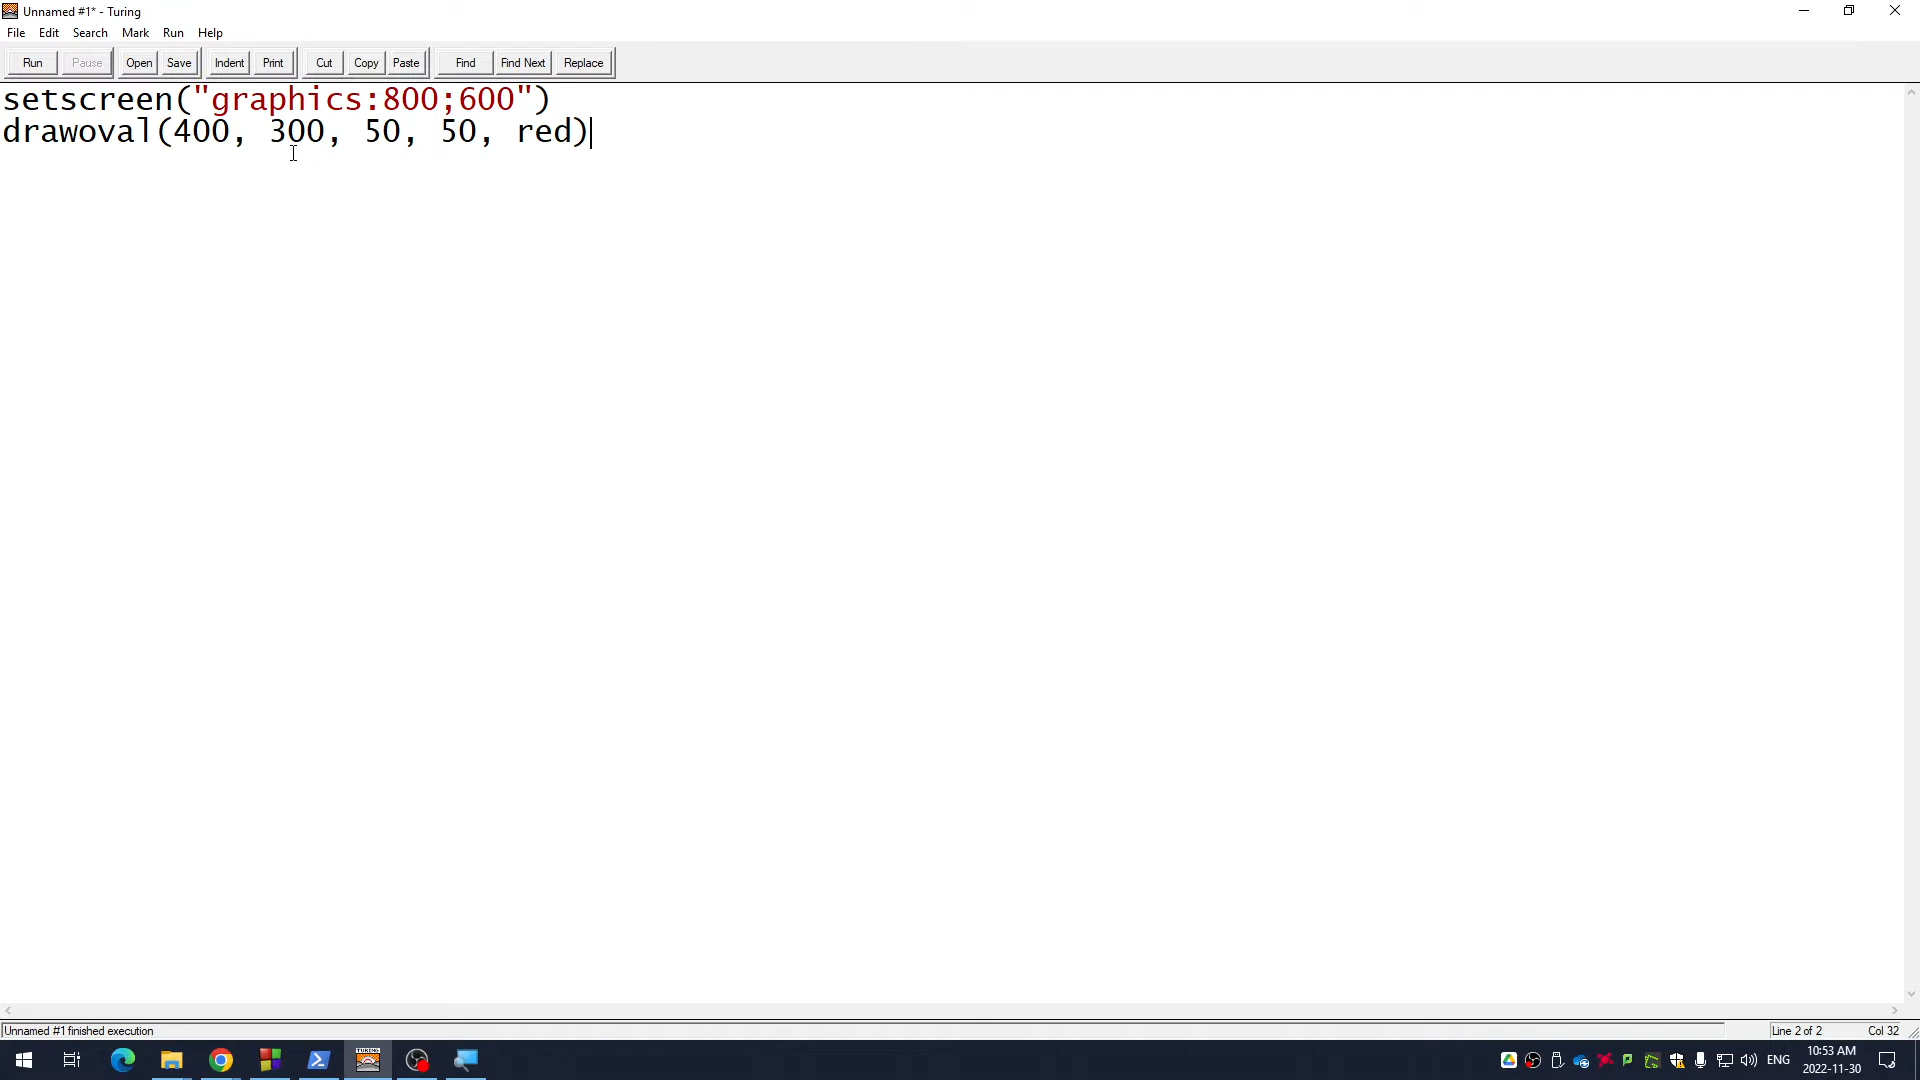 Unnamed #1* - Turing
File Edit Search Mark Run Help
Run Pause Open Save Indent Print Cut Copy Paste Find Find Next Replace
setscreen("graphics:800;600")
drawoval(400, 300, 50, 50, red)
Unnamed #1 finished execution Line 2 of 2 Col 32
TURING ENG 10:53 AM
2022-11-30